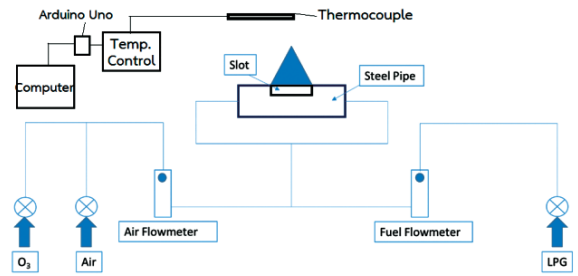 Arduino Uno
Thermocouple
Temp.
Control
Computer
Slot
Steel Pipe
Air Flowmeter
Fuel Flowmeter
O₃
Air
LPG